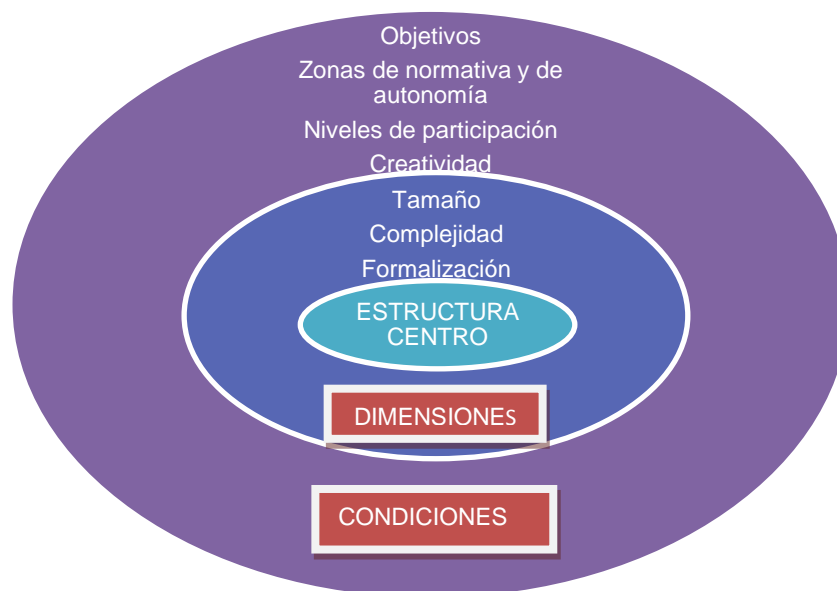 Objetivos
Zonas de normativa y de
autonomía
Niveles de participación
Creatividad
Tamaño
Complejidad
Formalización
ESTRUCTURA
CENTRO
DIMENSIONEs
CONDICIONES